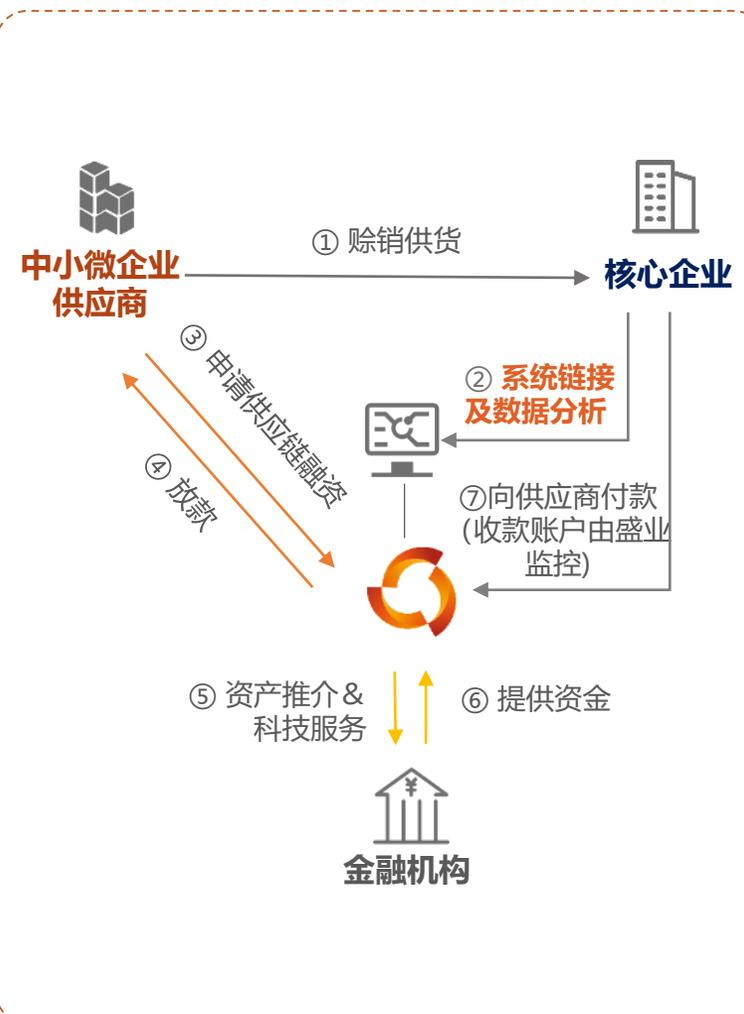 ① 赊销供货
中小微企业
供应商
核心企业
③ 申请供应链融资
② 系统链接
及数据分析
④ 放款
⑦向供应商付款
(收款账户由盛业
监控)
⑤ 资产推介&
科技服务
⑥ 提供资金
¥
金融机构